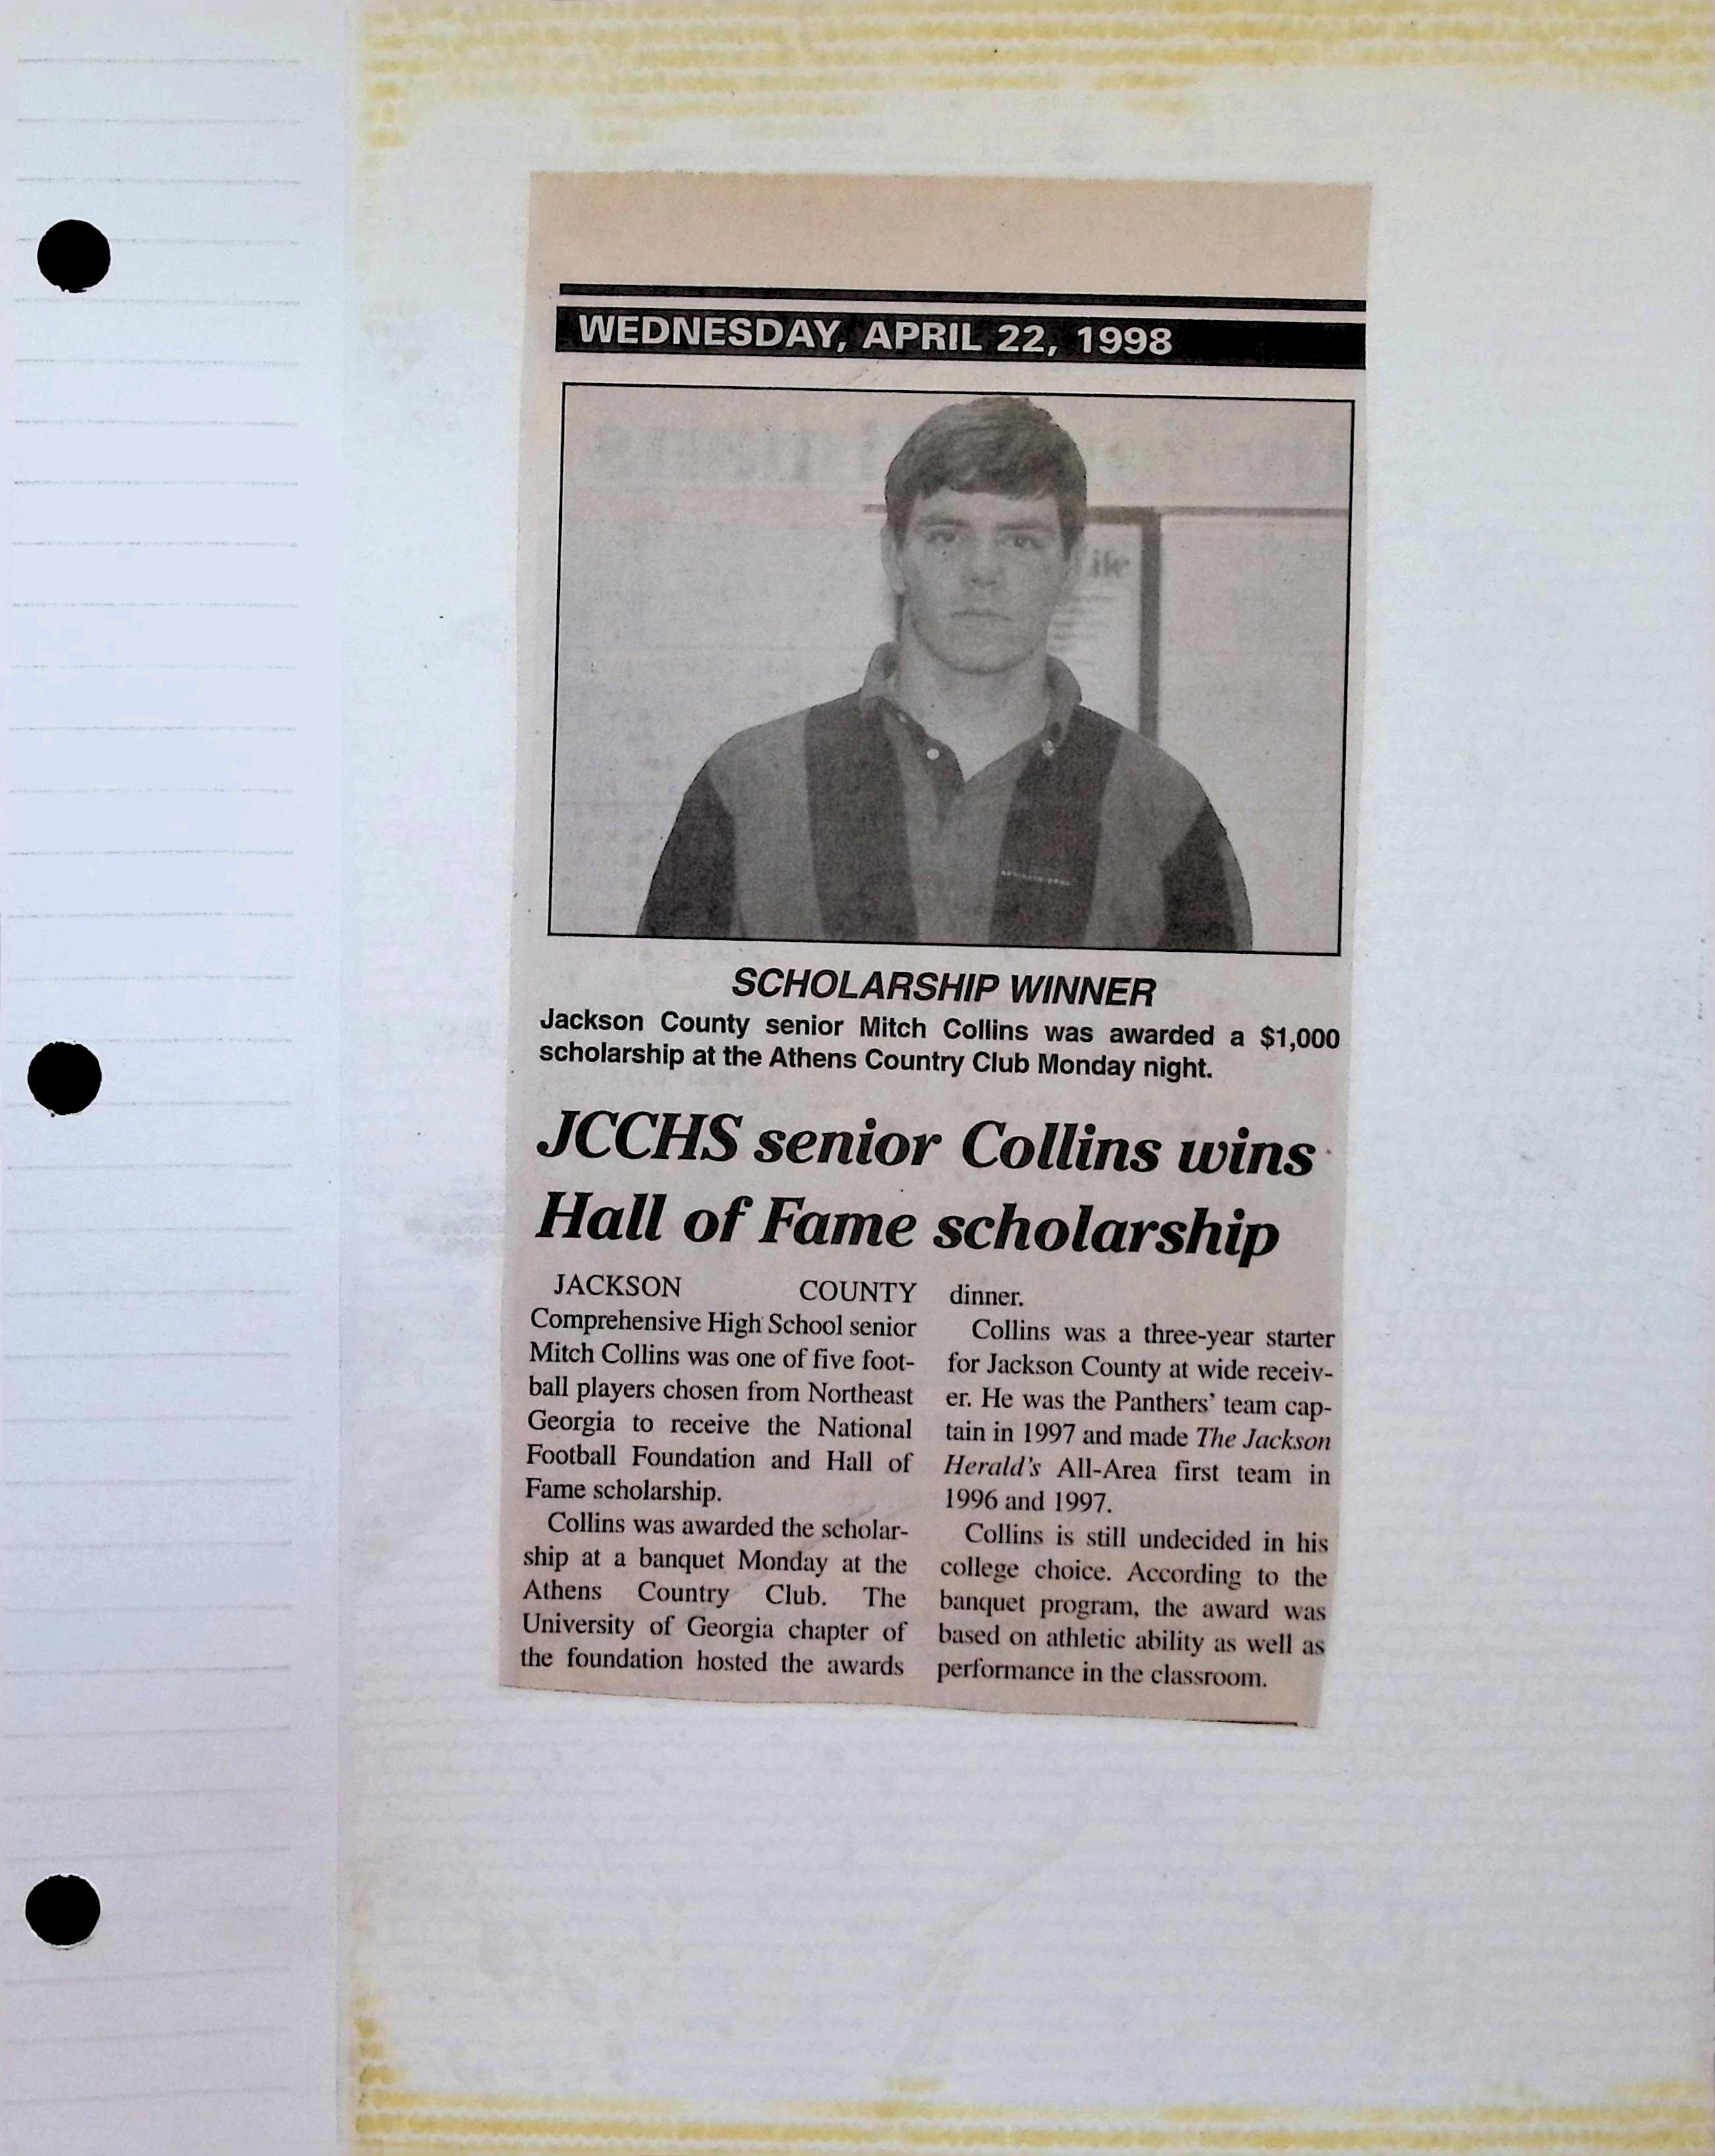 WEDNESDAY, APRIL 22, 1998
SCHOLARSHIP WINNER
Jackson County senior Mitch Collins was awarded a $1,000
scholarship at the Athens Country Club Monday night.
JCCHS senior Collins wins
Hall of Fame scholarship
JACKSON COUNTY
Comprehensive High School senior
Mitch Collins was one of five foot-
ball players chosen from Northeast
Georgia to receive the National
Football Foundation and Hall of
Fame scholarship.
Collins was awarded the scholar-
ship at a banquet Monday at the
Athens Country Club. The
University of Georgia chapter of
the foundation hosted the awards
dinner.
Collins was a three-year starter
for Jackson County at wide receiv-
er. He was the Panthers' team cap-
tain in 1997 and made The Jackson
Herald's All-Area first team in
1996 and 1997.
Collins is still undecided in his
college choice. According to the
banquet program, the award was
based on athletic ability as well as
performance in the classroom.